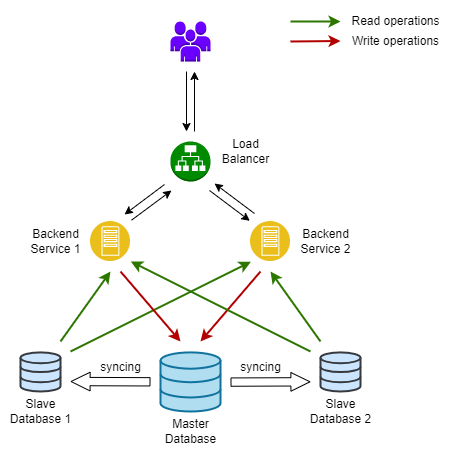 Read operations
Write operations
Load
Balancer
Backend
Service 1
Backend
Service 2
syncing
syncing
Slave
Database 1
Master
Database
Slave
Database 2